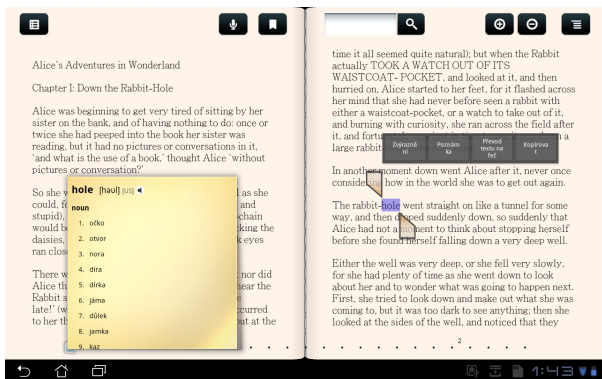 Alice's Adventures in Wonderland
Chapter I: Down the Rabbit-Hole
Alice was beginning to get very tired of sitting by her
sister on the bank, and of having nothing to do: once or
twice she had peeped into the book her sister was
reading, but it had no pictures or conversations in it,
'and what is the use of a book,' thought Alice 'without
pictures or conversation?'
So she w l as she
could, fo and
stupid), -chain
would b cking the
daisies, k eyes
ran close
There w nor did
Alice th hear the
Rabbit s
late!' (w occurred
to her th but at the
hole [həʊl] [US]
noun
1. očko
2. otvor
3. nora
4. díra
5. dírka
6. jáma
7. důlek
8. jamka
9. kaz
time it all seemed quite natural); but when the Rabbit
actually TOOK A WATCH OUT OF ITS
WAISTCOAT- POCKET, and looked at it, and then
hurried on, Alice started to her feet, for it flashed across
her mind that she had never before seen a rabbit with
either a waistcoat-pocket, or a watch to take out of it,
and burning with curiosity, she ran across the field after
it, and fortu
large rabbit
Zvýrazně
ní
Poznám
ka
Převod
textu na
řeč
Kopírova
t
In another moment down went Alice after it, never once
considering how in the world she was to get out again.
The rabbit-hole went straight on like a tunnel for some
way, and then dipped suddenly down, so suddenly that
Alice had not a moment to think about stopping herself
before she found herself falling down a very deep well.
Either the well was very deep, or she fell very slowly,
for she had plenty of time as she went down to look
about her and to wonder what was going to happen next.
First, she tried to look down and make out what she was
coming to, but it was too dark to see anything; then she
looked at the sides of the well, and noticed that they
2
1:43